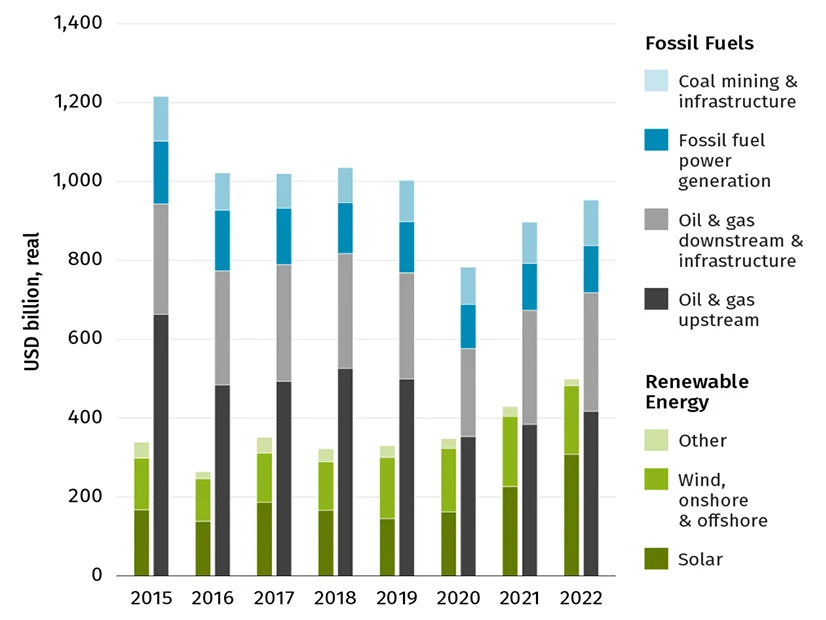 1,400
1,200
1,000
800
600
400
200
0
USD billion, real
2015 2016 2017 2018 2019 2020 2021 2022
Fossil Fuels
Coal mining &
infrastructure
Fossil fuel
power
generation
Oil & gas
downstream &
infrastructure
Oil & gas
upstream
Renewable
Energy
Other
Wind,
onshore
& offshore
Solar